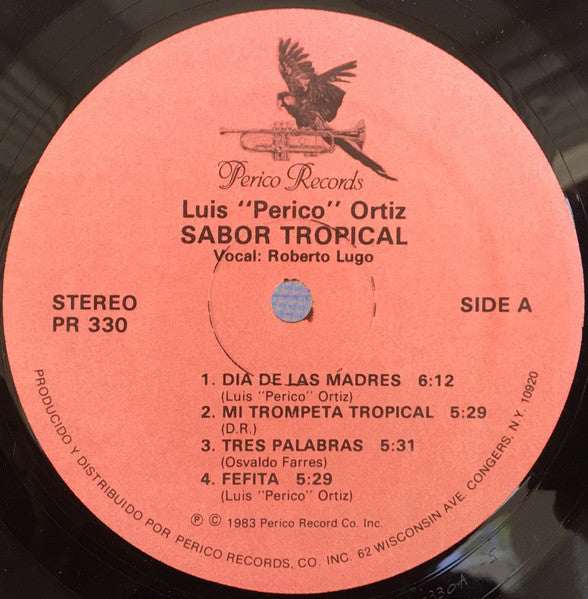 Perico Records
Luis "Perico" Ortiz
SABOR TROPICAL
Vocal: Roberto Lugo
STEREO
PR 330
SIDE A
1. DIA DE LAS MADRES 6:12
(Luis "Perico" Ortiz)
2. MI TROMPETA TROPICAL 5:29
(D.R.)
3. TRES PALABRAS 5:31
(Osvaldo Farres)
4. FEFITA 5:29
(Luis "Perico" Ortiz)
℗ © 1983 Perico Record Co. Inc.
PRODUCIDO Y DISTRIBUIDO POR PERICO RECORDS, CO. INC. 62 WISCONSIN AVE. CONGERS, N.Y. 10920